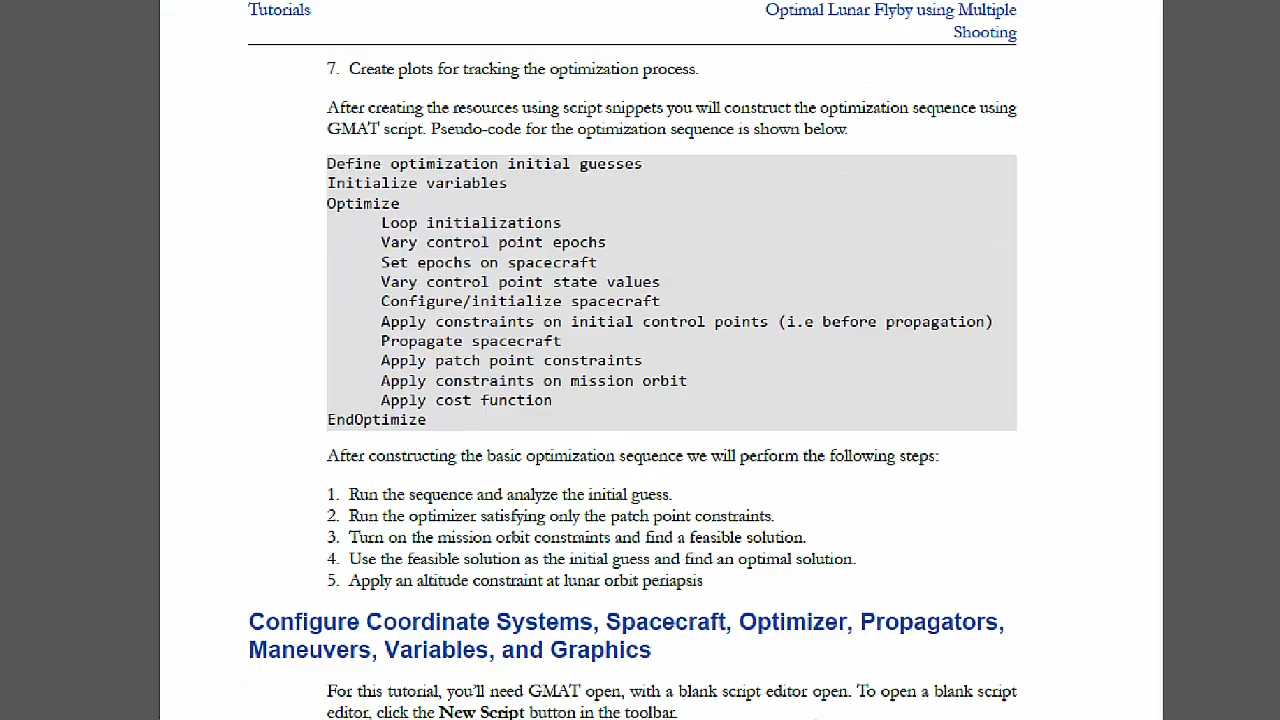 Tutorials
Optimal Lunar Flyby using Multiple
Shooting
7. Create plots for tracking the optimization process.
After creating the resources using script snippets you will construct the optimization sequence using
GMAT script. Pseudo-code for the optimization sequence is shown below.
Define optimization initial guesses
Initialize variables
Optimize
Loop initializations
Vary control point epochs
Set epochs on spacecraft
Vary control point state values
Configure/initialize spacecraft
Apply constraints on initial control points (i.e before propagation)
Propagate spacecraft
Apply patch point constraints
Apply constraints on mission orbit
Apply cost function
EndOptimize
After constructing the basic optimization sequence we will perform the following steps:
1. Run the sequence and analyze the initial guess.
2. Run the optimizer satisfying only the patch point constraints.
3. Turn on the mission orbit constraints and find a feasible solution.
4. Use the feasible solution as the initial guess and find an optimal solution.
5. Apply an altitude constraint at lunar orbit periapsis
Configure Coordinate Systems, Spacecraft, Optimizer, Propagators,
Maneuvers, Variables, and Graphics
For this tutorial, you'll need GMAT open, with a blank script editor open. To open a blank script
editor, click the New Script button in the toolbar.